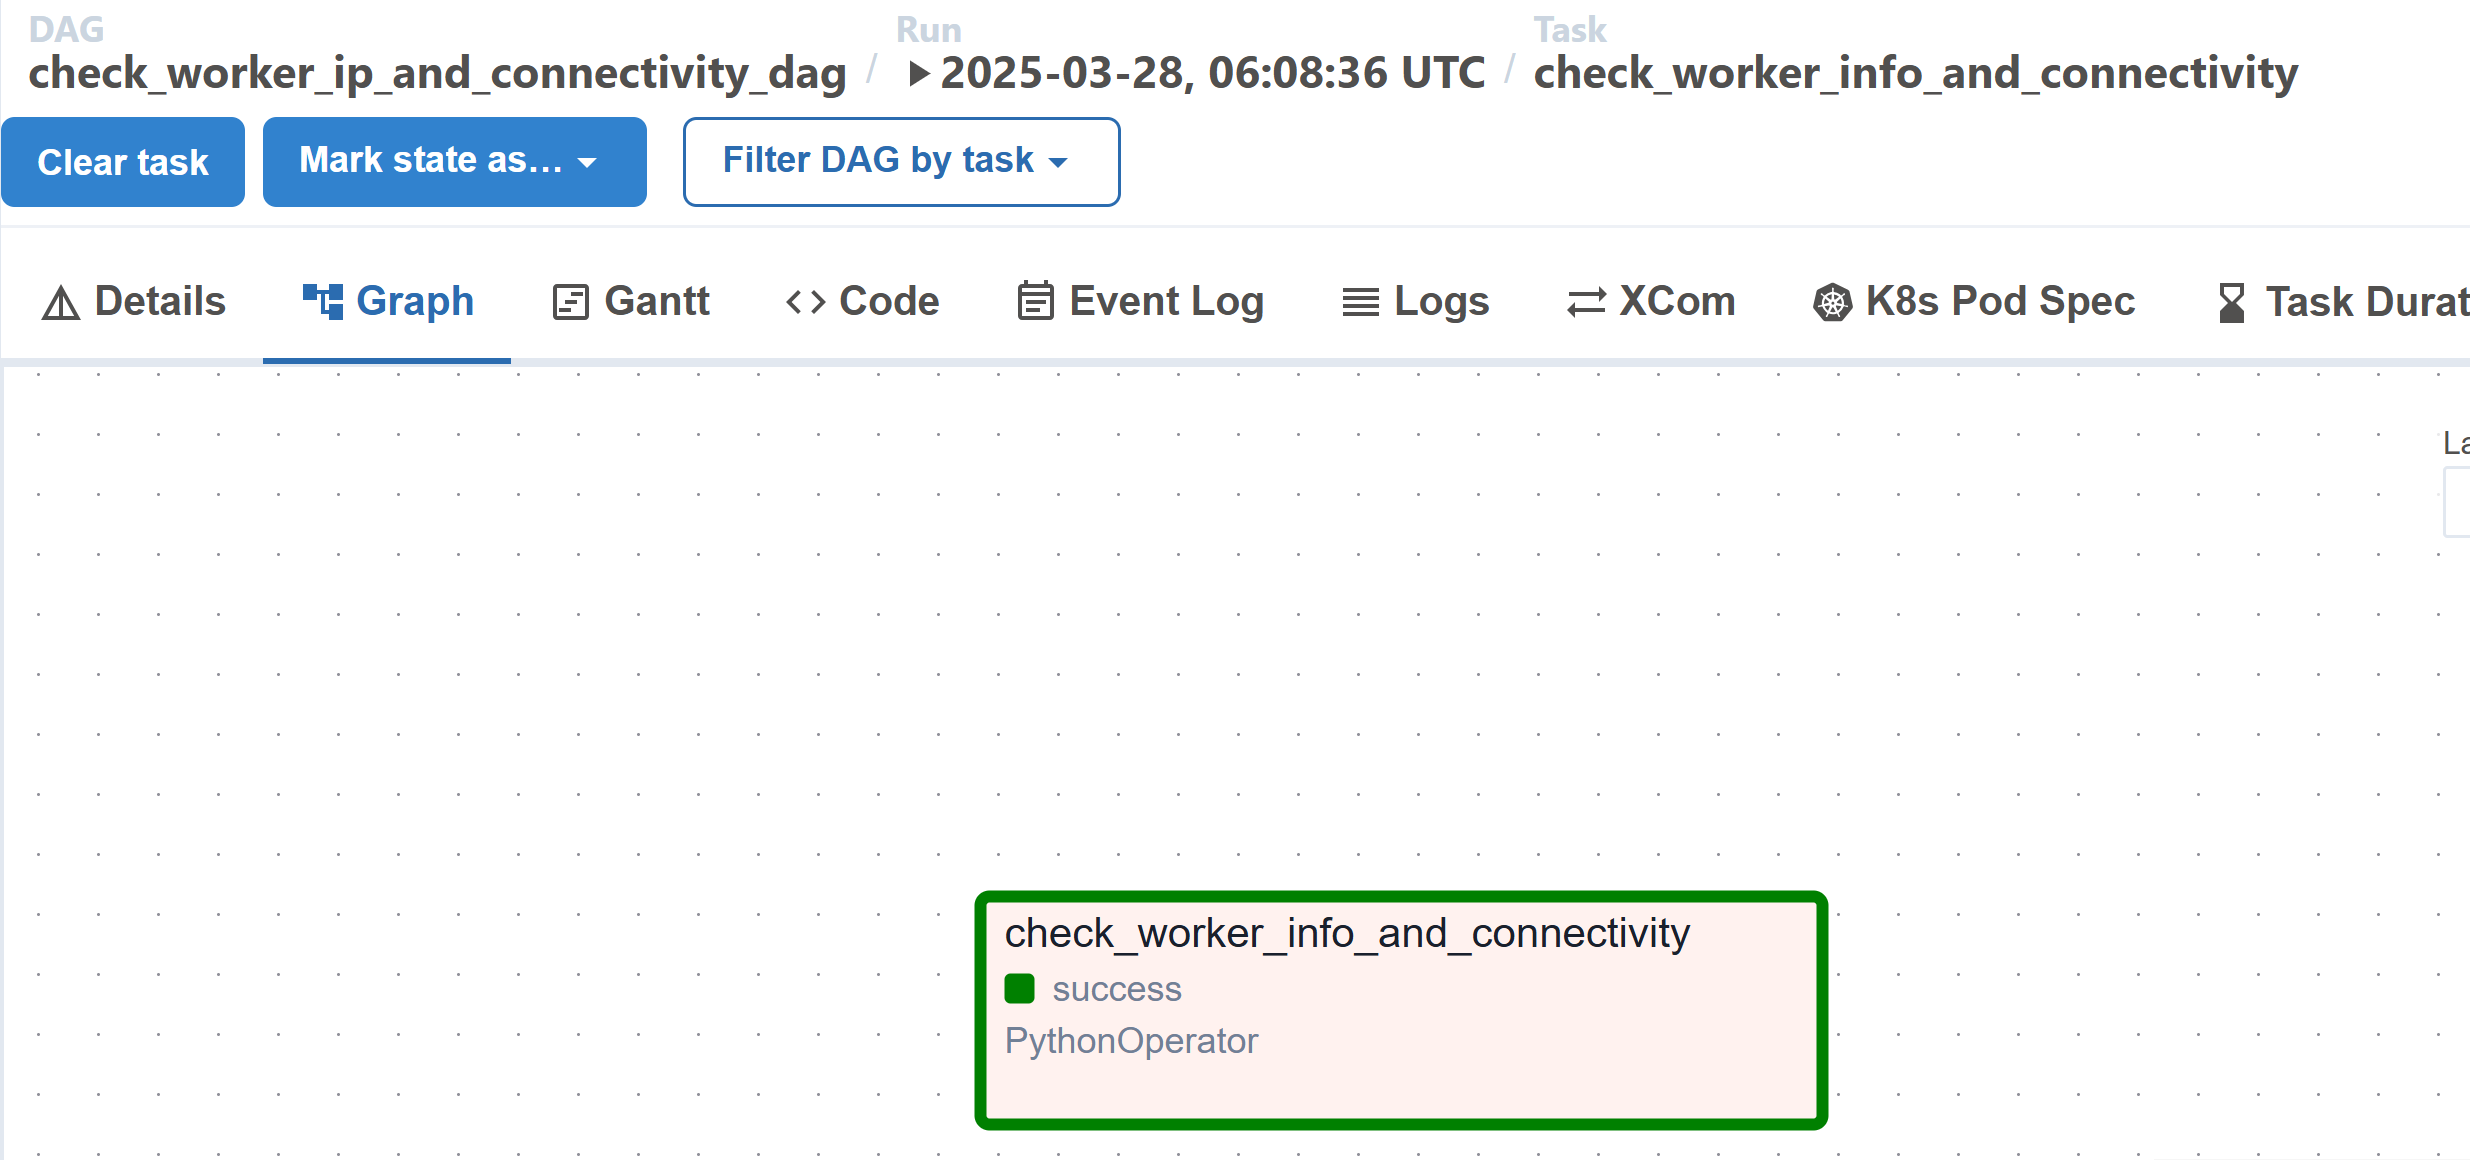 DAG
check_worker_ip_and_connectivity_dag
/
Run
2025-03-28, 06:08:36 UTC
/
Task
check_worker_info_and_connectivity
Clear task
Mark state as...
Filter DAG by task
Details
Graph
Gantt
Code
Event Log
Logs
XCom
K8s Pod Spec
Task Durat
La
check_worker_info_and_connectivity
success
PythonOperator